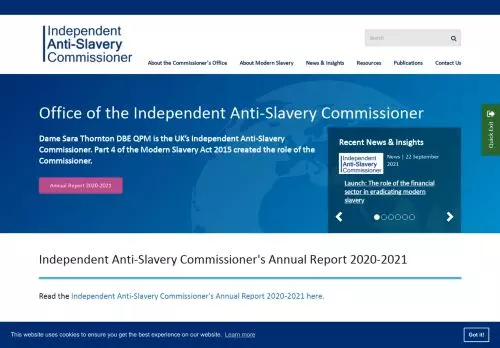 Independent
Anti-Slavery
Commissioner
Search
About the Commissioner's Office
About Modern Slavery
News & Insights
Resources
Publications
Contact Us
Office of the Independent Anti-Slavery Commissioner
Dame Sara Thornton DBE QPM is the UK's Independent Anti-Slavery
Commissioner. Part 4 of the Modern Slavery Act 2015 created the role of the
Commissioner.
Annual Report 2020-2021
Recent News & Insights
Independent
Anti-Slavery
Commissioner
News | 22 September
2021
Launch: The role of the financial
sector in eradicating modern
slavery
Quick Exit
Independent Anti-Slavery Commissioner's Annual Report 2020-2021
Read the Independent Anti-Slavery Commissioner's Annual Report 2020-2021 here.
This website uses cookies to ensure you get the best experience on our website. Learn more
Got it!